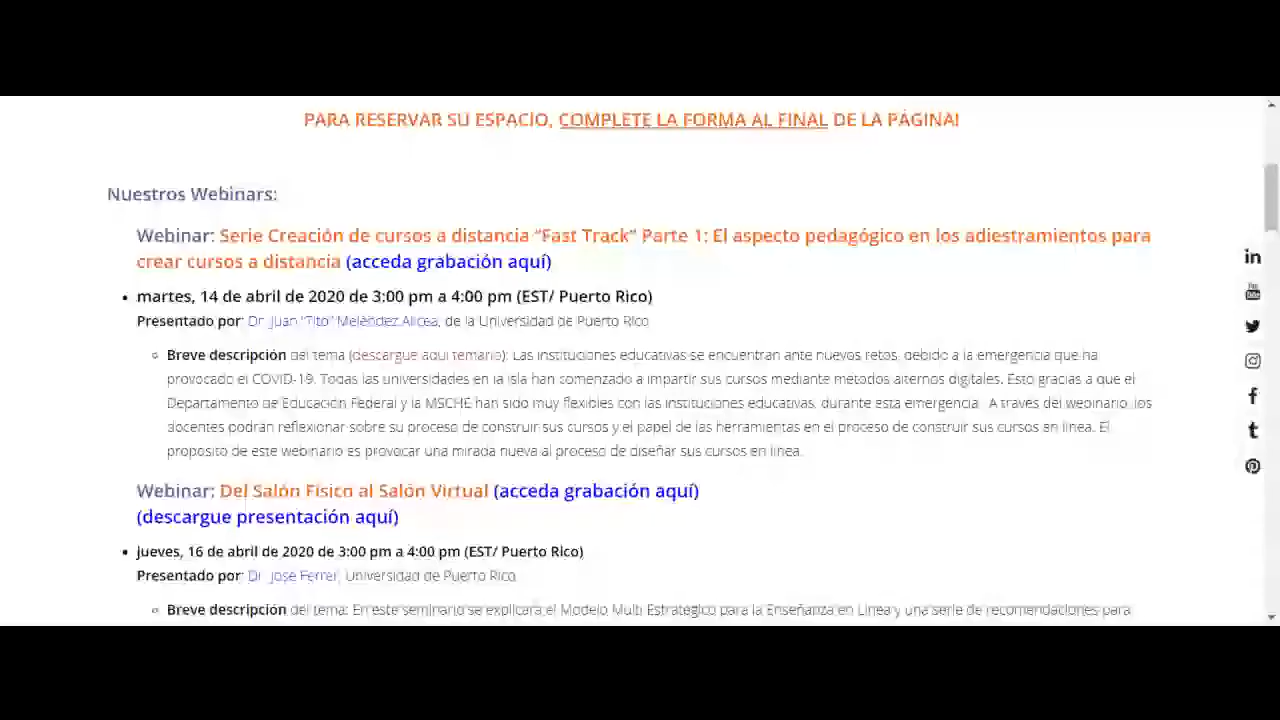 PARA RESERVAR SU ESPACIO, COMPLETE LA FORMA AL FINAL DE LA PÁGINA!
Nuestros Webinars:
Webinar: Serie Creación de cursos a distancia “Fast Track” Parte 1: El aspecto pedagógico en los adiestramientos para
crear cursos a distancia (acceda grabación aquí)
• martes, 14 de abril de 2020 de 3:00 pm a 4:00 pm (EST/ Puerto Rico)
Presentado por: Dr. Juan “Tito” Meléndez Alicea, de la Universidad de Puerto Rico
◦ Breve descripción del tema (descargue aquí temario): Las instituciones educativas se encuentran ante nuevos retos, debido a la emergencia que ha
provocado el COVID-19. Todas las universidades en la isla han comenzado a impartir sus cursos mediante métodos alternos digitales. Esto gracias a que el
Departamento de Educación Federal y la MSCHE han sido muy flexibles con las instituciones educativas, durante esta emergencia. A través del webinario, los
docentes podrán reflexionar sobre su proceso de construir sus cursos y el papel de las herramientas en el proceso de construir sus cursos en línea. El
propósito de este webinario es provocar una mirada nueva al proceso de diseñar sus cursos en línea.
Webinar: Del Salón Físico al Salón Virtual (acceda grabación aquí)
(descargue presentación aquí)
• jueves, 16 de abril de 2020 de 3:00 pm a 4:00 pm (EST/ Puerto Rico)
Presentado por: Dr. José Ferrer, Universidad de Puerto Rico
◦ Breve descripción del tema: En este seminario se explicará el Modelo Multi Estratégico para la Enseñanza en Línea y una serie de recomendaciones para